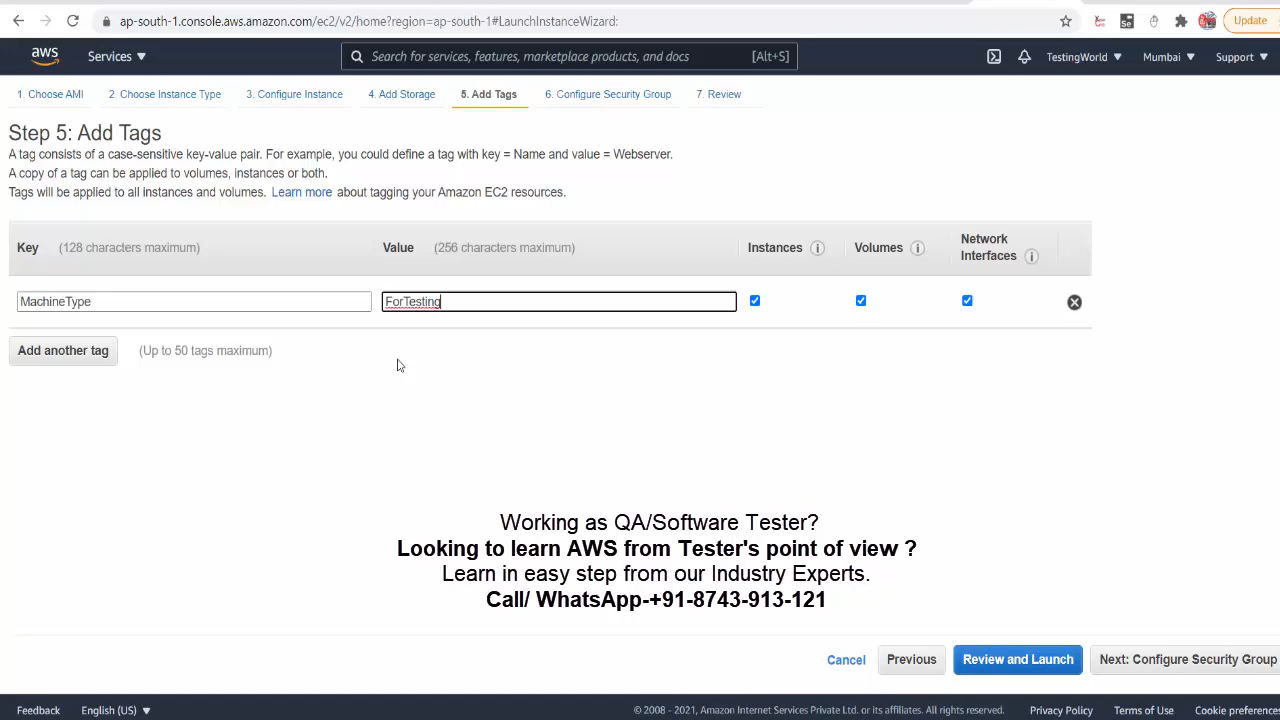 ap-south-1.console.aws.amazon.com/ec2/v2/home?region=ap-south-1#LaunchInstanceWizard:
Update
aws Services Search for services, features, marketplace products, and docs [Alt+S] TestingWorld Mumbai Support
1. Choose AMI 2. Choose Instance Type 3. Configure Instance 4. Add Storage 5. Add Tags 6. Configure Security Group 7. Review
Step 5: Add Tags
A tag consists of a case-sensitive key-value pair. For example, you could define a tag with key = Name and value = Webserver.
A copy of a tag can be applied to volumes, instances or both.
Tags will be applied to all instances and volumes. Learn more about tagging your Amazon EC2 resources.
Key (128 characters maximum) Value (256 characters maximum) Instances Volumes Network Interfaces
MachineType ForTesting
Add another tag (Up to 50 tags maximum)
Working as QA/Software Tester?
Looking to learn AWS from Tester's point of view ?
Learn in easy step from our Industry Experts.
Call/ WhatsApp-+91-8743-913-121
Cancel Previous Review and Launch Next: Configure Security Group
Feedback English (US) © 2008 - 2021, Amazon Internet Services Private Ltd. or its affiliates. All rights reserved. Privacy Policy Terms of Use Cookie preferences